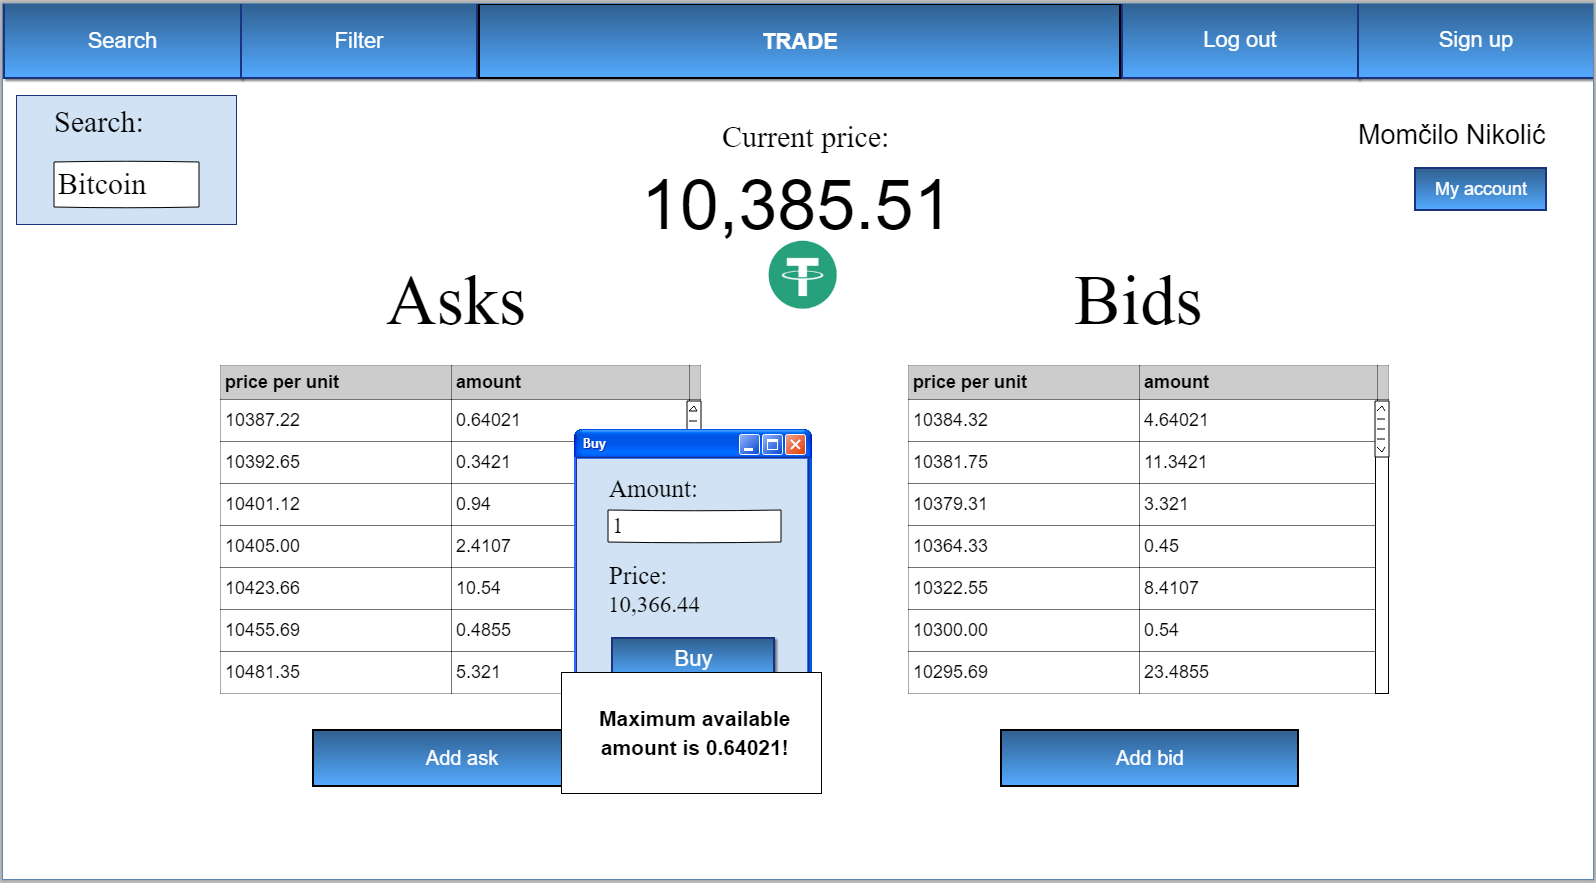 Search
Filter
TRADE
Log out
Sign up
Search:
Bitcoin
Current price:
10,385.51
Momčilo Nikolić
My account
Asks
price per unit amount
10387.22 0.64021
10392.65 0.3421
10401.12 0.94
10405.00 2.4107
10423.66 10.54
10455.69 0.4855
10481.35 5.321
Add ask
Buy
Amount:
1
Price:
10,366.44
Buy
Maximum available
amount is 0.64021!
Bids
price per unit amount
10384.32 4.64021
10381.75 11.3421
10379.31 3.321
10364.33 0.45
10322.55 8.4107
10300.00 0.54
10295.69 23.4855
Add bid